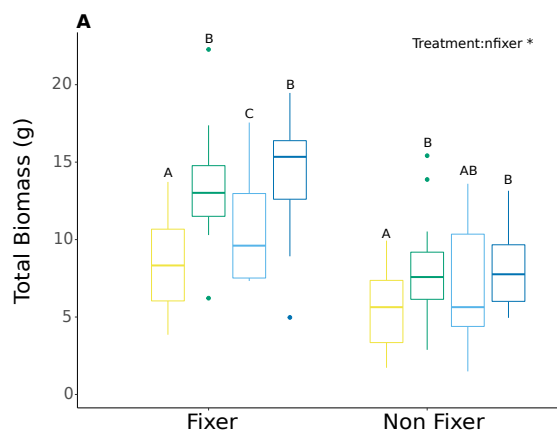 A
Treatment:nfixer *
Total Biomass (g)
20
15
10
5
0
A
B
C
B
A
B
AB
B
Fixer
Non Fixer